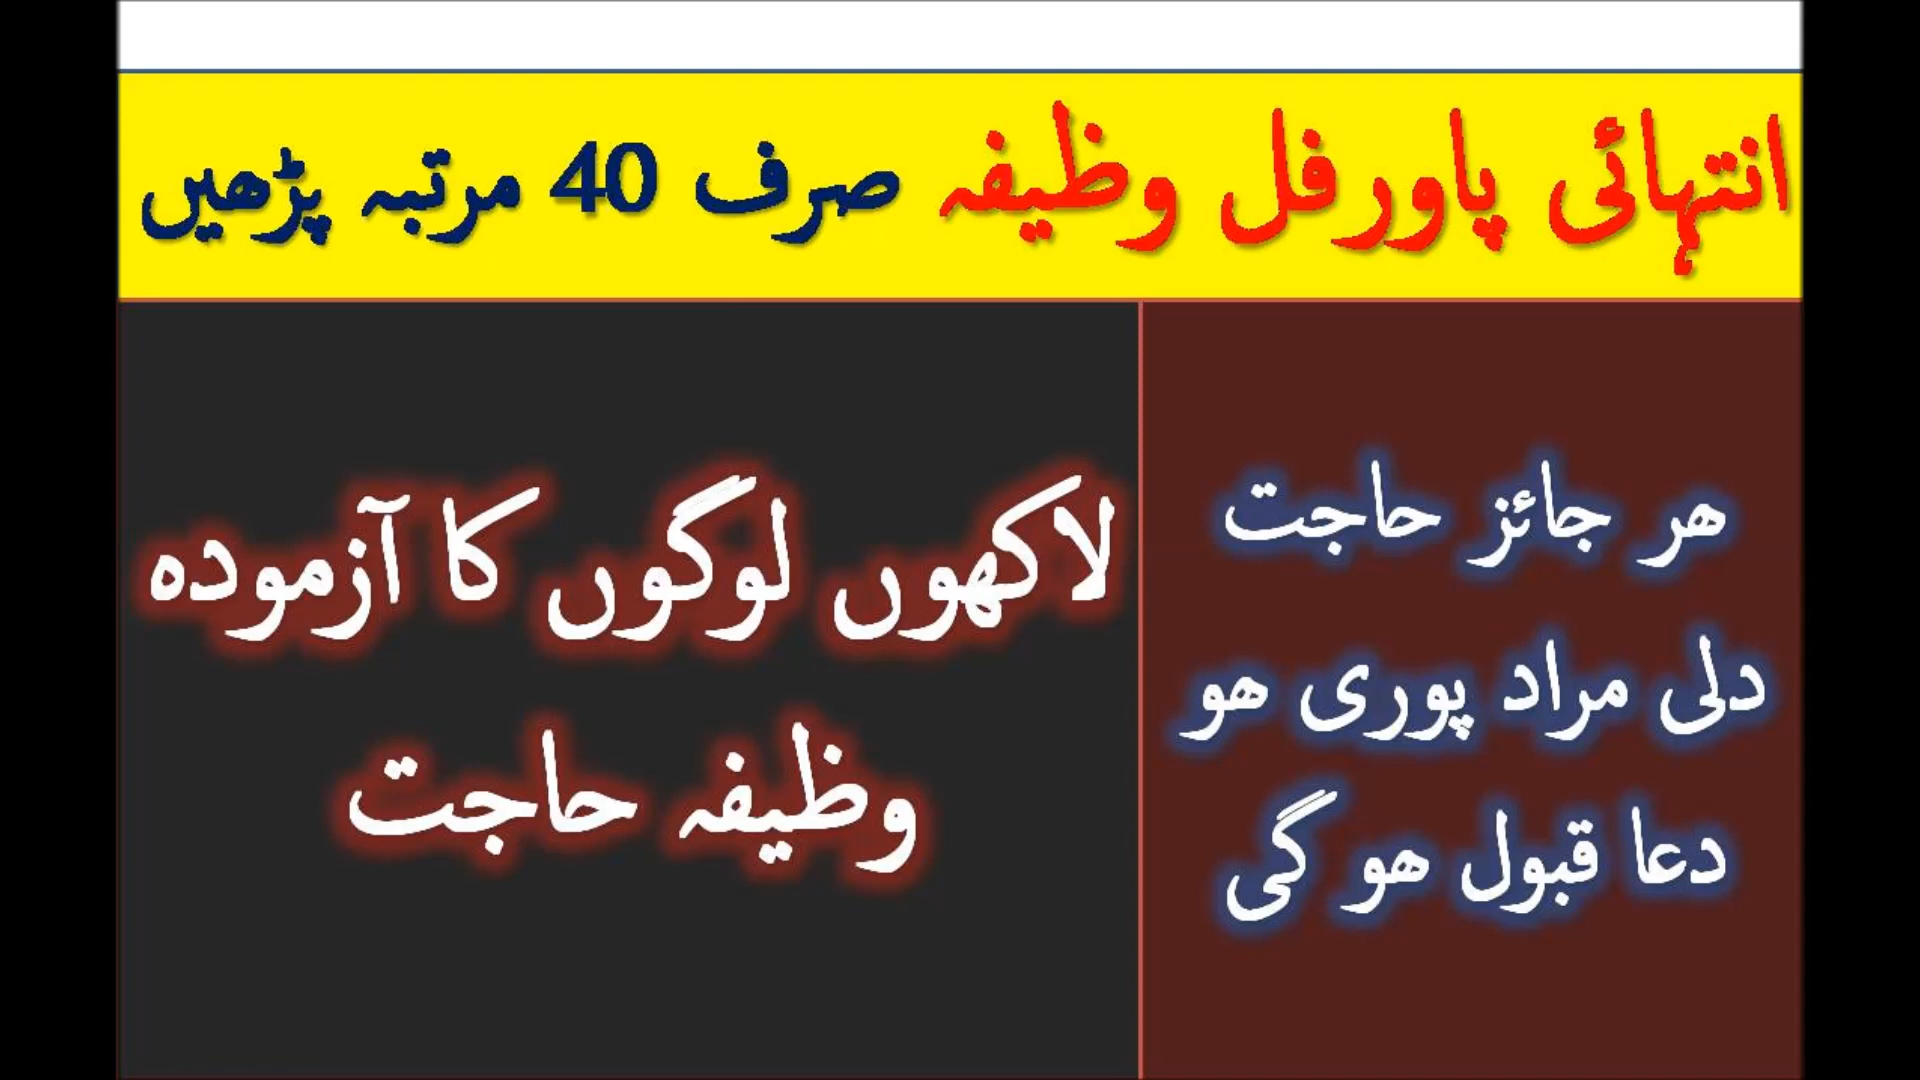 انتہائی پاورفل وظیفہ صرف 40 مرتبہ پڑھیں
ھر جائز حاجت
دلی مراد پوری ھو
دعا قبول ھو گی
لاکھوں لوگوں کا آزمودہ
وظیفہ حاجت